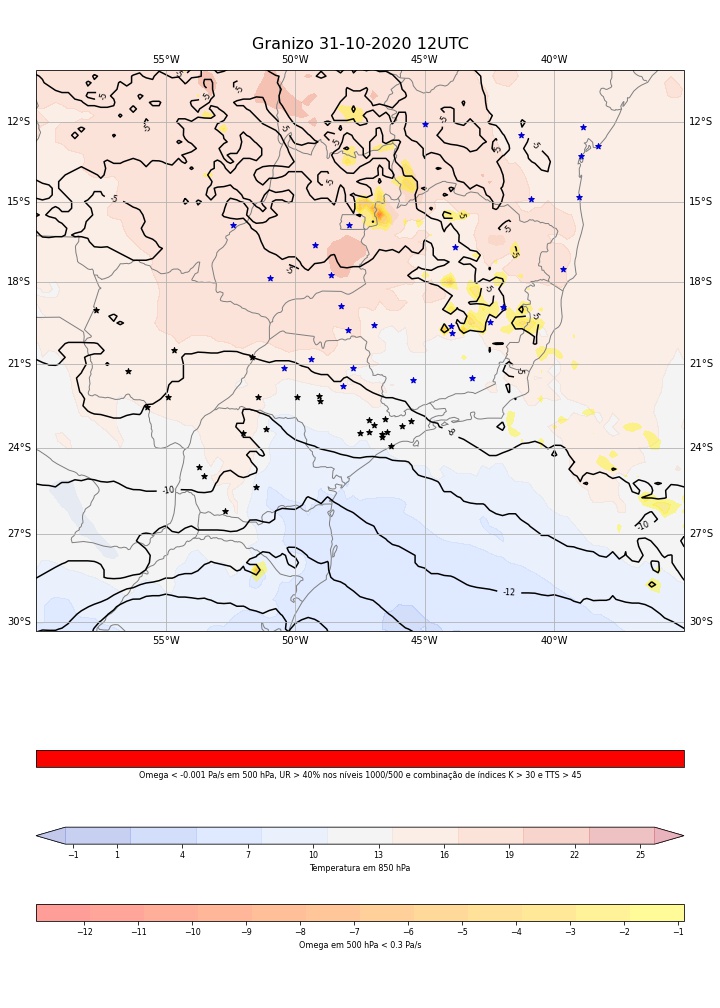 Granizo 31-10-2020 12UTC
55°W 50°W 45°W 40°W
12°S 12°S
15°S 15°S
18°S 18°S
21°S 21°S
24°S 24°S
27°S 27°S
30°S 30°S
-5 -5 -5 -5 -5 -5 -5 -5
-5 -5 -5 -5 -5 -5 -5
-8
-10 -10
-12
55°W 50°W 45°W 40°W
Omega < -0.001 Pa/s em 500 hPa, UR > 40% nos níveis 1000/500 e combinação de índices K > 30 e TTS > 45
−1 1 4 7 10 13 16 19 22 25
Temperatura em 850 hPa
−12 −11 −10 −9 −8 −7 −6 −5 −4 −3 −2 −1
Omega em 500 hPa < 0.3 Pa/s